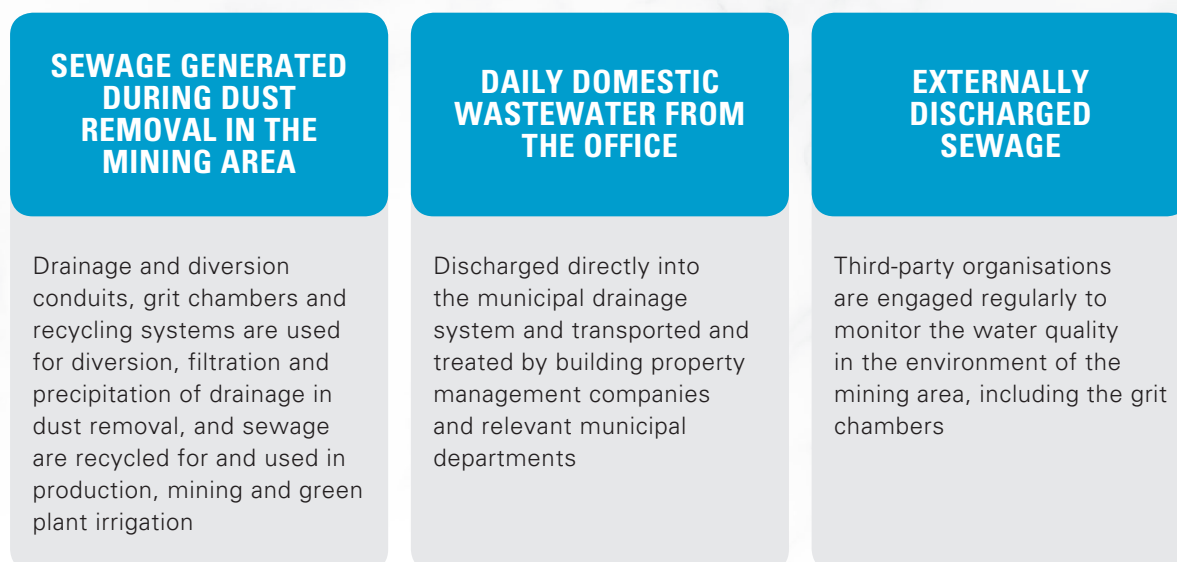 SEWAGE GENERATED
DURING DUST
REMOVAL IN THE
MINING AREA
Drainage and diversion
conduits, grit chambers and
recycling systems are used
for diversion, filtration and
precipitation of drainage in
dust removal, and sewage
are recycled for and used in
production, mining and green
plant irrigation
DAILY DOMESTIC
WASTEWATER FROM
THE OFFICE
Discharged directly into
the municipal drainage
system and transported and
treated by building property
management companies
and relevant municipal
departments
EXTERNALLY
DISCHARGED
SEWAGE
Third-party organisations
are engaged regularly to
monitor the water quality
in the environment of the
mining area, including the grit
chambers